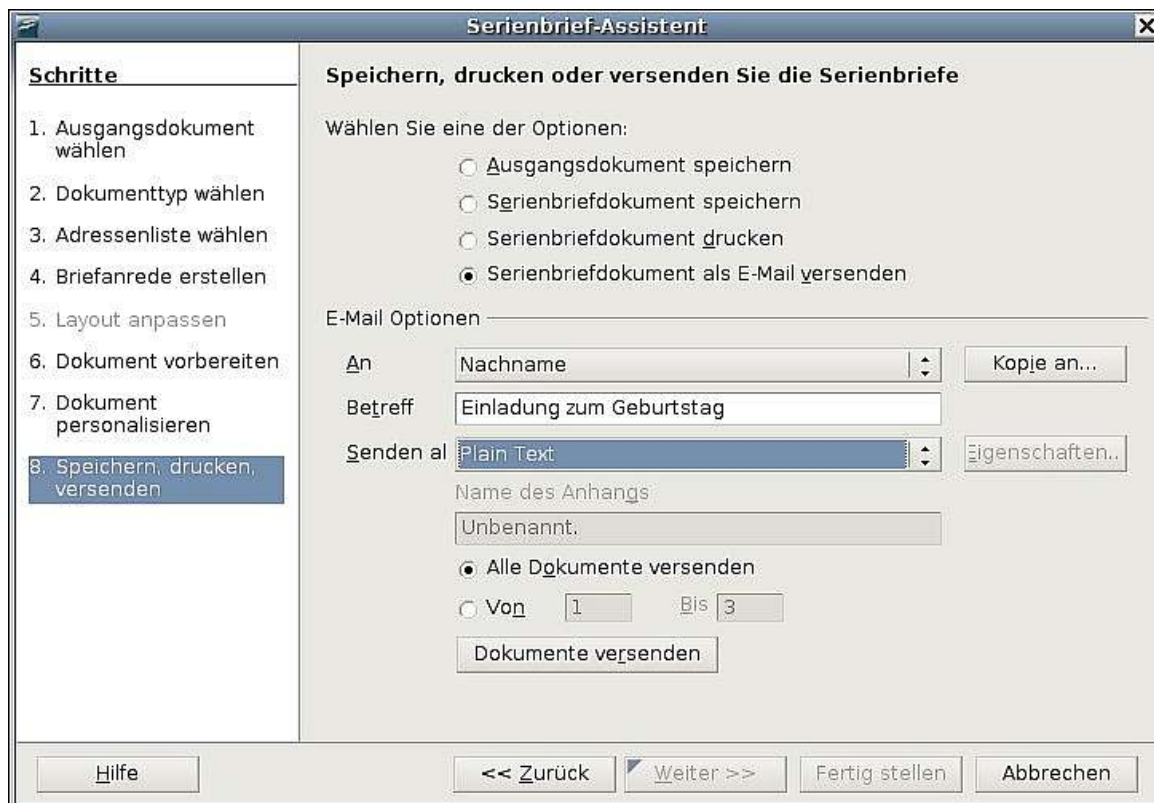 Serienbrief-Assistent
Schritte
1. Ausgangsdokument
wählen
2. Dokumenttyp wählen
3. Adressenliste wählen
4. Briefanrede erstellen
5. Layout anpassen
6. Dokument vorbereiten
7. Dokument
personalisieren
8. Speichern, drucken,
versenden
Speichern, drucken oder versenden Sie die Serienbriefe
Wählen Sie eine der Optionen:
Ausgangsdokument speichern
Serienbriefdokument speichern
Serienbriefdokument drucken
Serienbriefdokument als E-Mail versenden
E-Mail Optionen
An Nachname Kopie an...
Betreff Einladung zum Geburtstag
Senden al Plain Text Eigenschaften..
Name des Anhangs
Unbenannt.
Alle Dokumente versenden
Von 1 Bis 3
Dokumente versenden
Hilfe << Zurück Weiter >> Fertig stellen Abbrechen